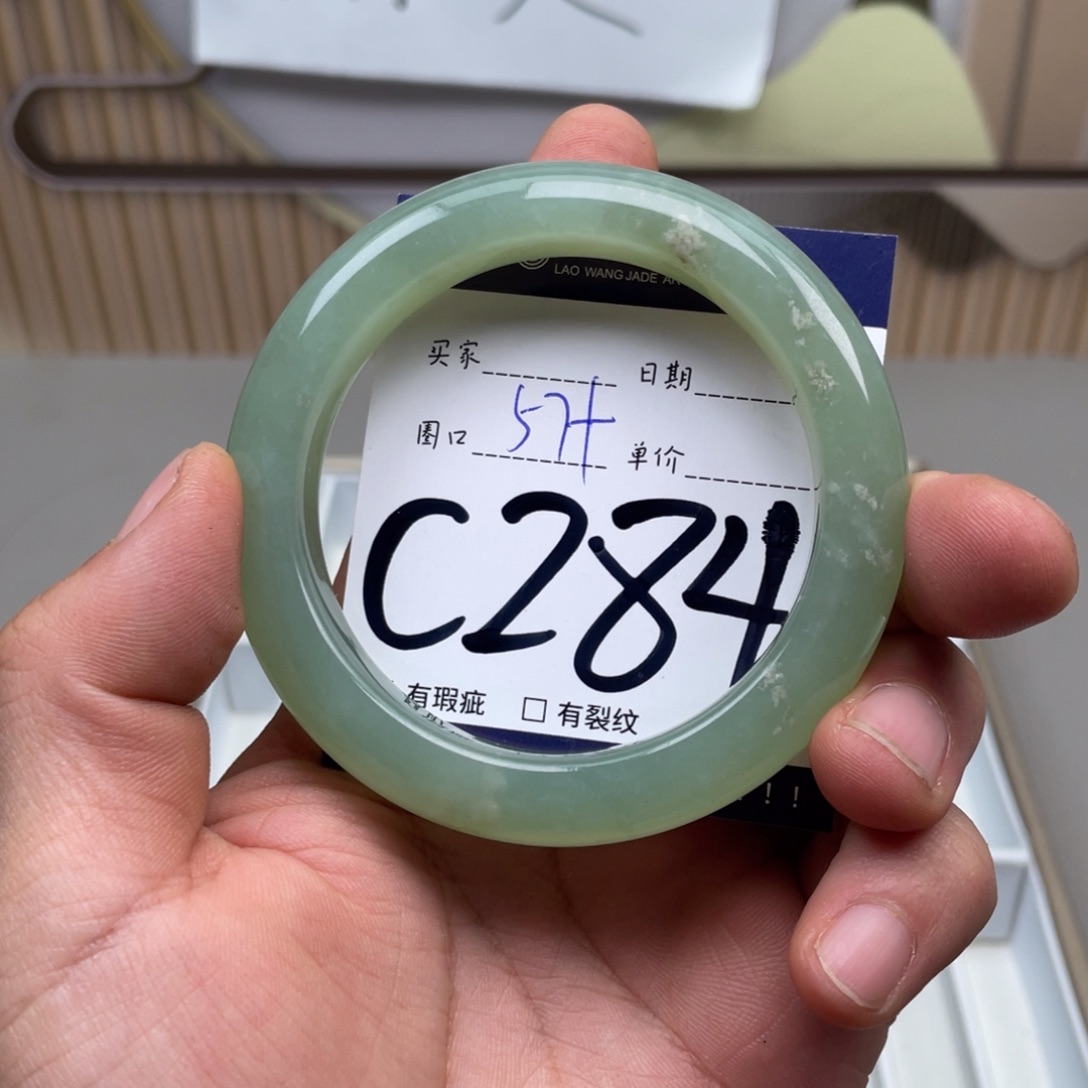 LAO WANG JADE
买家 日期
圈口 57+ 单价
C284
有瑕疵 □ 有裂纹
!!